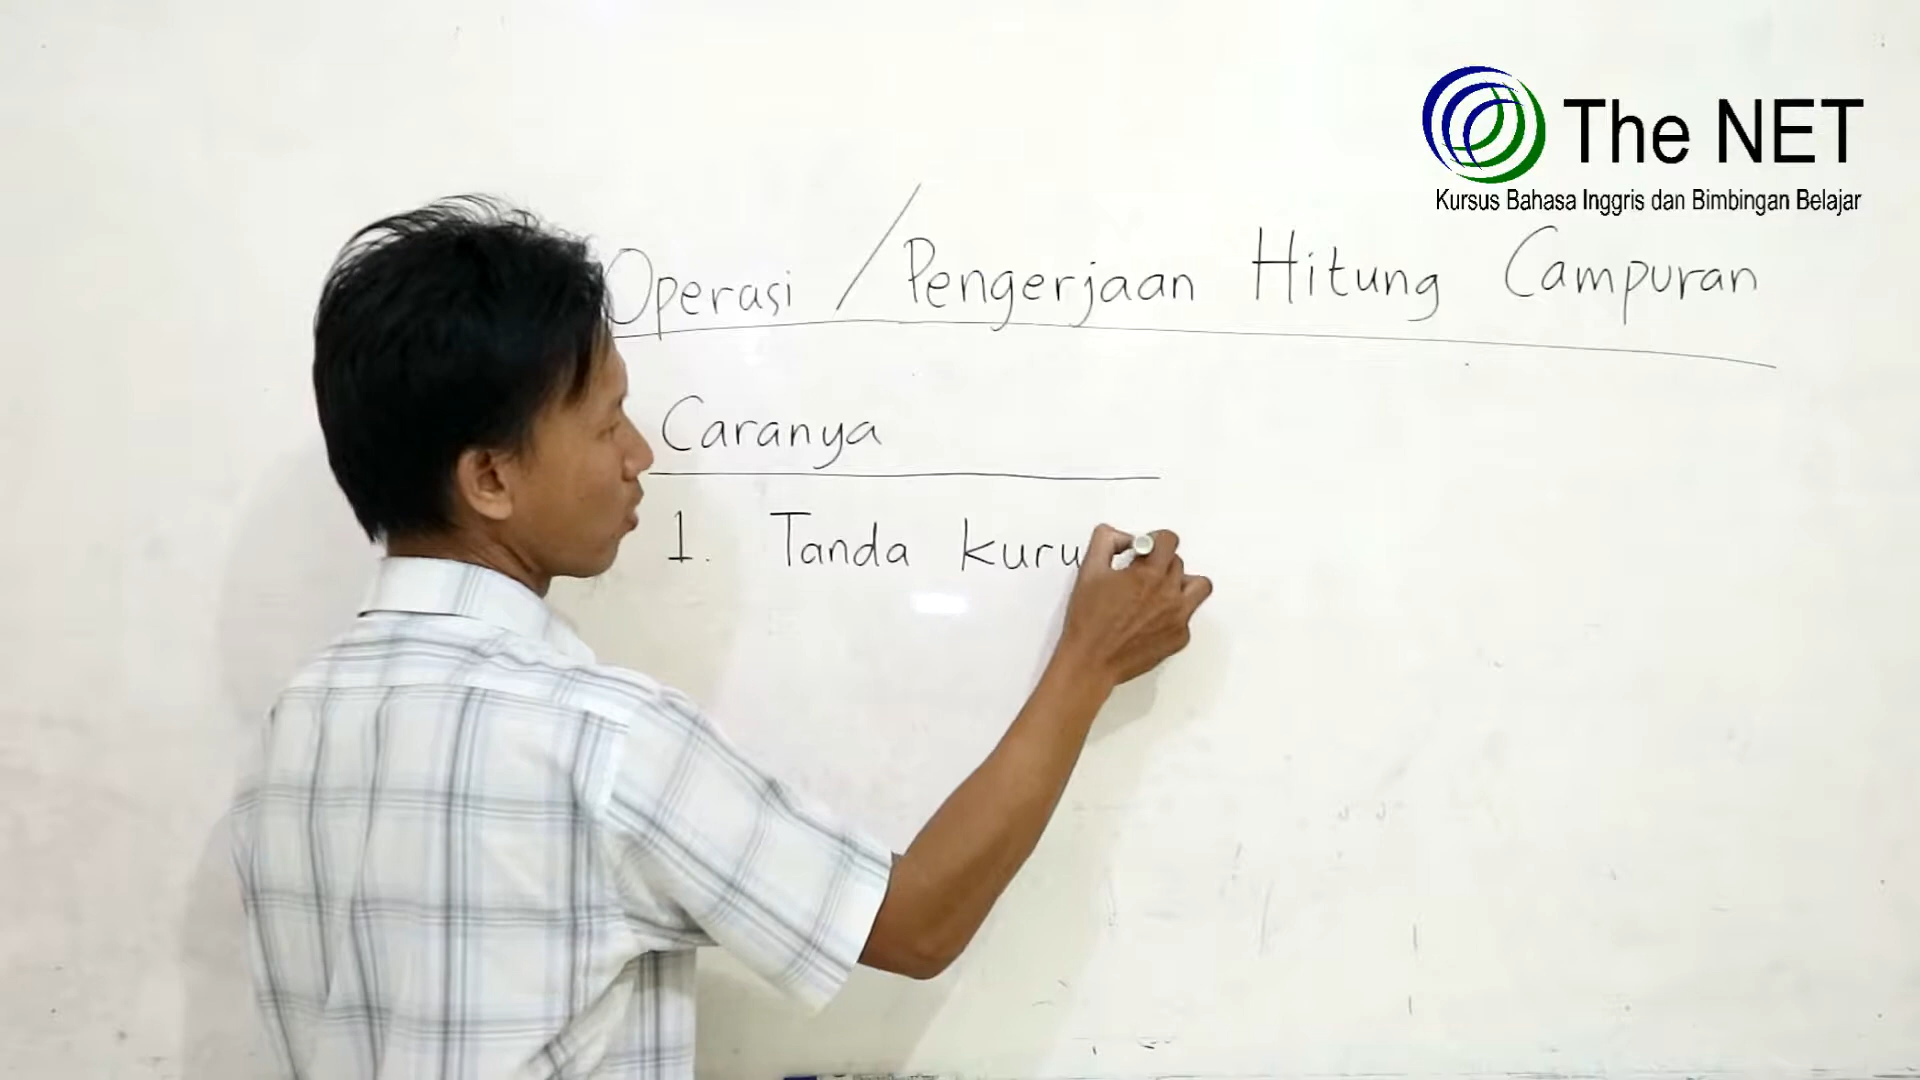 The NET
Kursus Bahasa Inggris dan Bimbingan Belajar
Operasi / Pengerjaan Hitung Campuran
Caranya
1. Tanda kuru